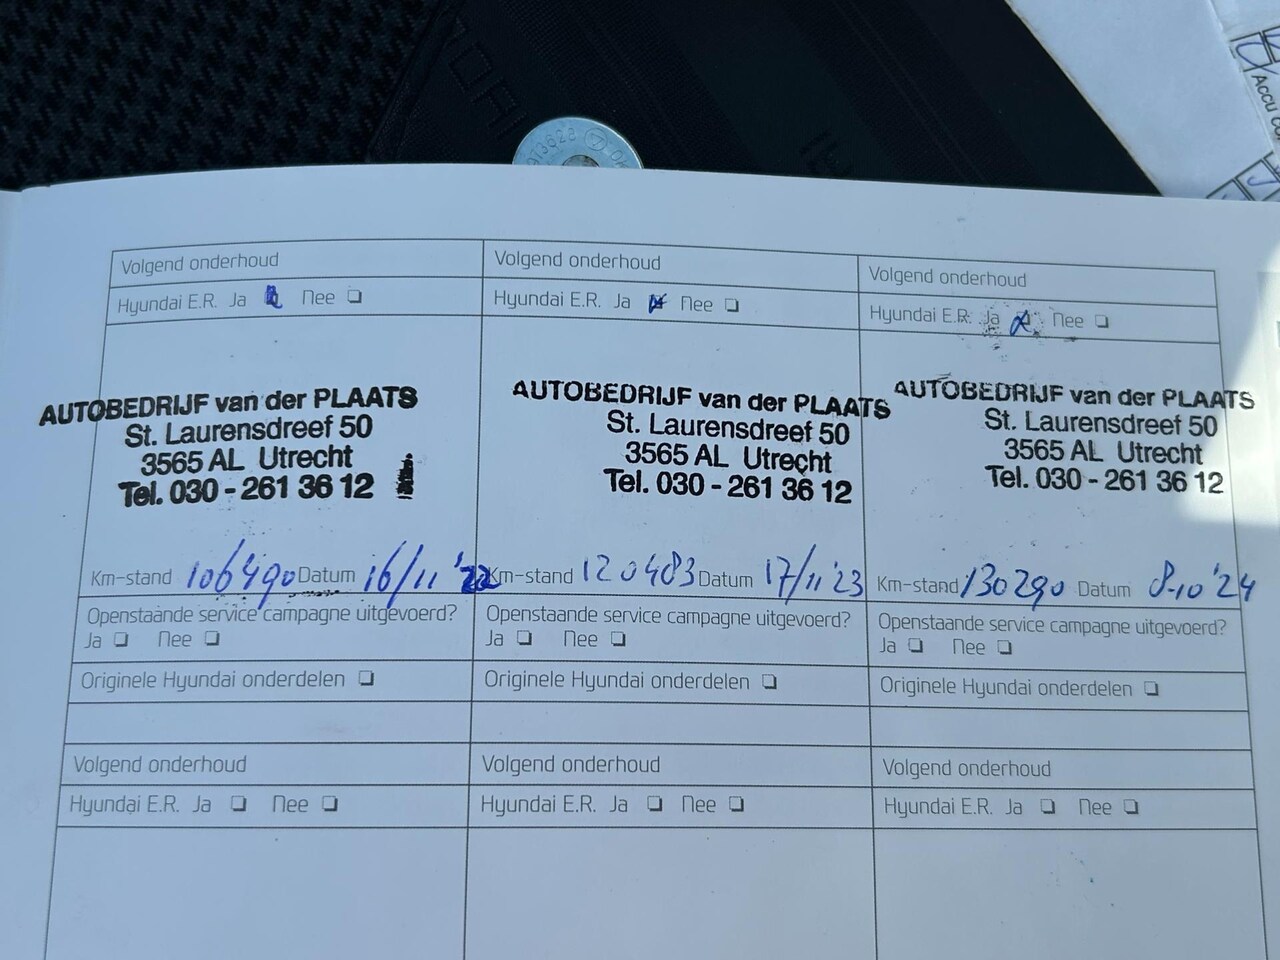 973628 7
Accu
Volgend onderhoud
Hyundai E.R. Ja Nee
AUTOBEDRIJF van der PLAATS
St. Laurensdreef 50
3565 AL Utrecht
Tel. 030 - 261 36 12
Km-stand 106490 Datum 16/11 '22
Openstaande service campagne uitgevoerd?
Ja Nee
Originele Hyundai onderdelen
Volgend onderhoud
Hyundai E.R. Ja Nee
Volgend onderhoud
Hyundai E.R. Ja Nee
AUTOBEDRIJF van der PLAATS
St. Laurensdreef 50
3565 AL Utrecht
Tel. 030 - 261 36 12
Km-stand 120483 Datum 17/11 '23
Openstaande service campagne uitgevoerd?
Ja Nee
Originele Hyundai onderdelen
Volgend onderhoud
Hyundai E.R. Ja Nee
Volgend onderhoud
Hyundai E.R. Ja Nee
AUTOBEDRIJF van der PLAATS
St. Laurensdreef 50
3565 AL Utrecht
Tel. 030 - 261 36 12
Km-stand 130290 Datum 8-10 '24
Openstaande service campagne uitgevoerd?
Ja Nee
Originele Hyundai onderdelen
Volgend onderhoud
Hyundai E.R. Ja Nee